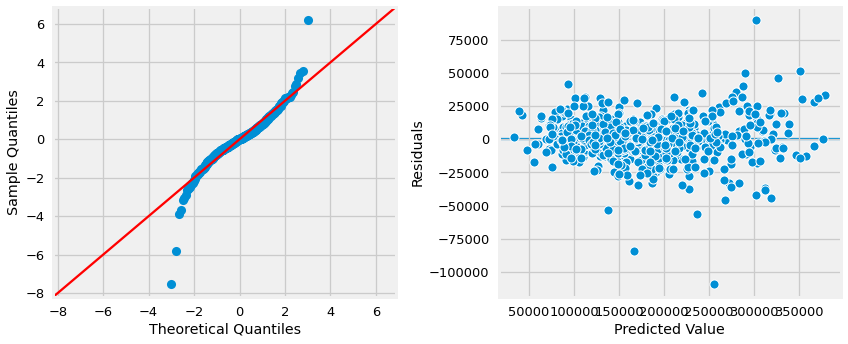 6
4
2
0
−2
−4
−6
−8
Sample Quantiles
−8 −6 −4 −2 0 2 4 6
Theoretical Quantiles
75000
50000
25000
0
−25000
−50000
−75000
−100000
Residuals
50000 100000 150000 200000 250000 300000 350000
Predicted Value